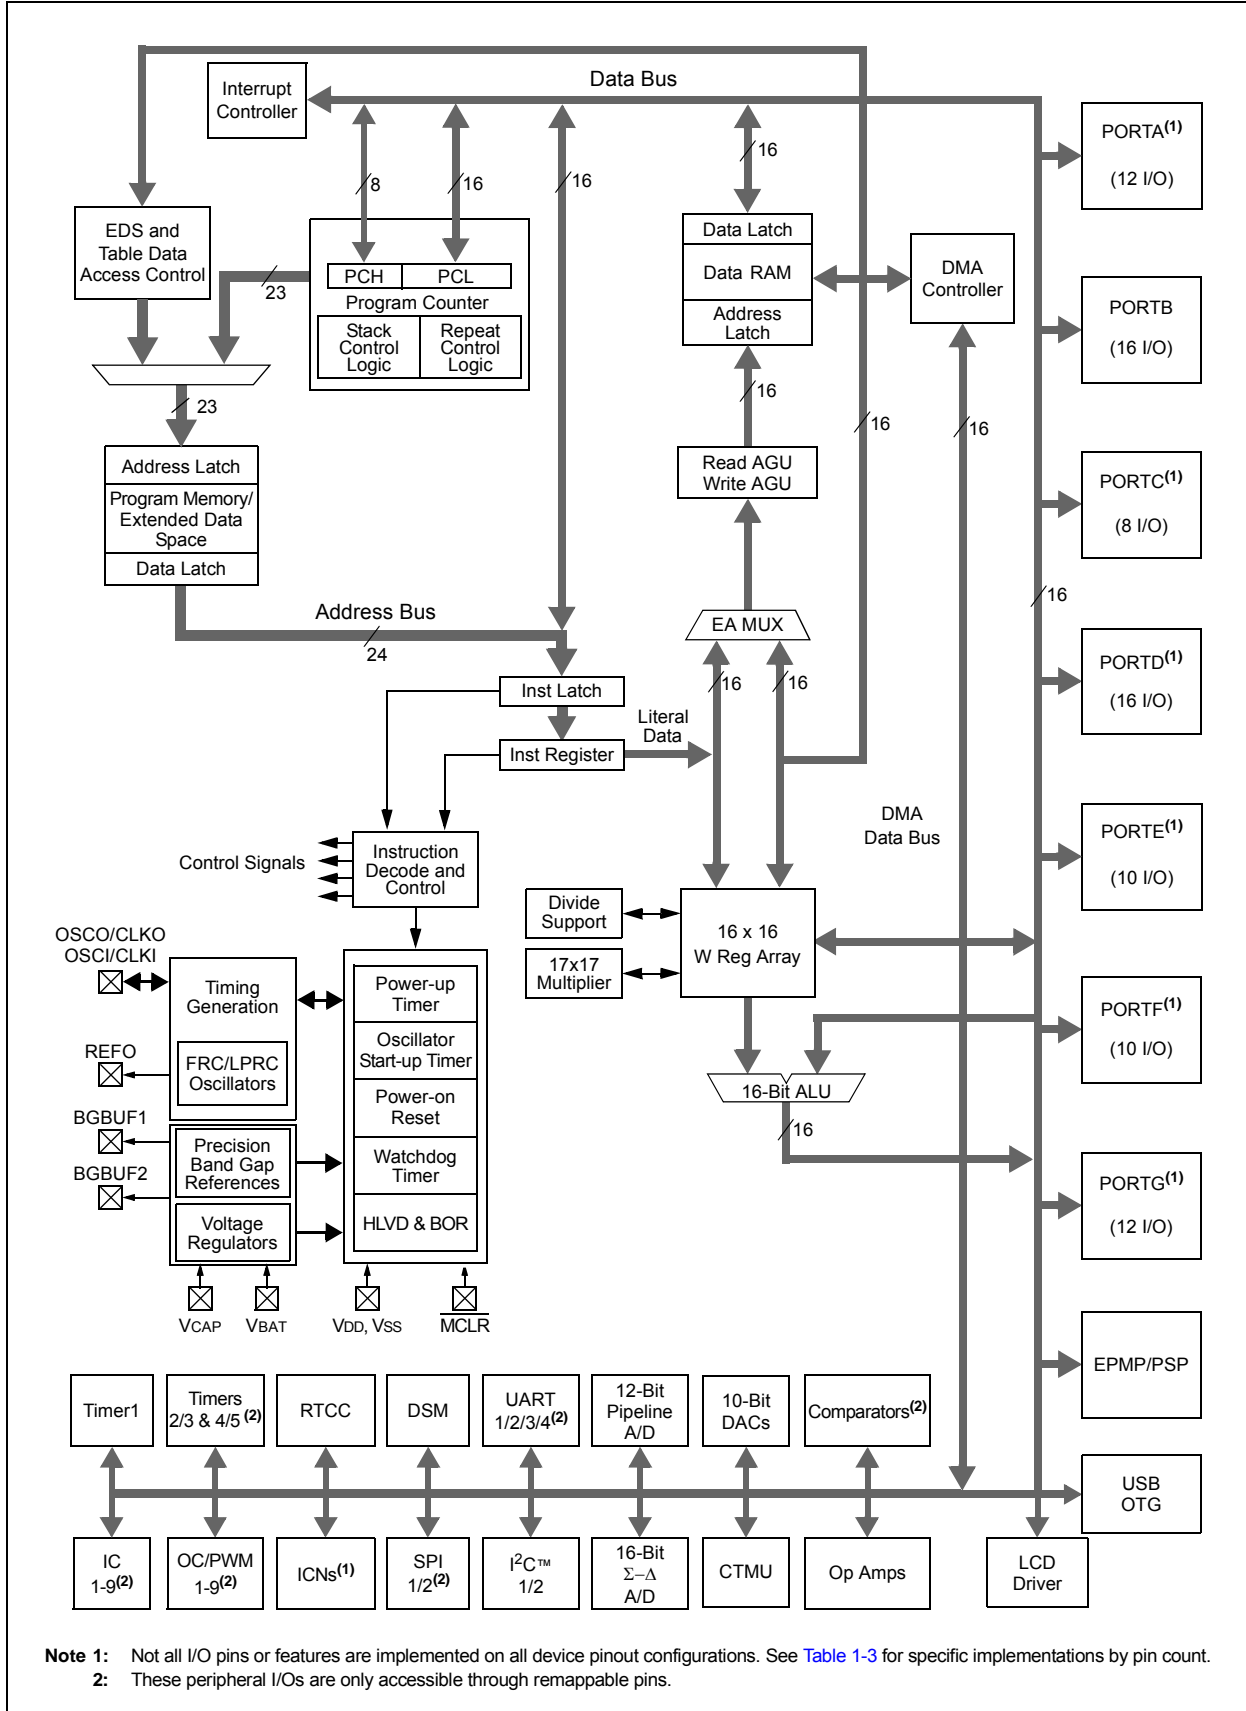 Data Bus
Interrupt
Controller
8
16
16
16
16
EDS and
Table Data
Access Control
23
PCH
PCL
Program Counter
Stack
Control
Logic
Repeat
Control
Logic
23
Data Latch
Data RAM
Address
Latch
DMA
Controller
16
16
16
Address Latch
Program Memory/
Extended Data
Space
Data Latch
Read AGU
Write AGU
Address Bus
24
EA MUX
16
16
Inst Latch
Inst Register
Literal
Data
DMA
Data Bus
Control Signals
Instruction
Decode and
Control
Divide
Support
17x17
Multiplier
16 x 16
W Reg Array
16-Bit ALU
16
OSCO/CLKO
OSCI/CLKI
REFO
BGBUF1
BGBUF2
Timing
Generation
FRC/LPRC
Oscillators
Precision
Band Gap
References
Voltage
Regulators
Power-up
Timer
Oscillator
Start-up Timer
Power-on
Reset
Watchdog
Timer
HLVD & BOR
VCAP
VBAT
VDD, VSS
MCLR
PORTA(1)
(12 I/O)
PORTB
(16 I/O)
PORTC(1)
(8 I/O)
PORTD(1)
(16 I/O)
PORTE(1)
(10 I/O)
PORTF(1)
(10 I/O)
PORTG(1)
(12 I/O)
EPMP/PSP
USB
OTG
LCD
Driver
Timer1
Timers
2/3 & 4/5(2)
RTCC
DSM
UART
1/2/3/4(2)
12-Bit
Pipeline
A/D
10-Bit
DACs
Comparators(2)
IC
1-9(2)
OC/PWM
1-9(2)
ICNs(1)
SPI
1/2(2)
I2C™
1/2
16-Bit
Σ–Δ
A/D
CTMU
Op Amps
Note 1: Not all I/O pins or features are implemented on all device pinout configurations. See Table 1-3 for specific implementations by pin count.
2: These peripheral I/Os are only accessible through remappable pins.